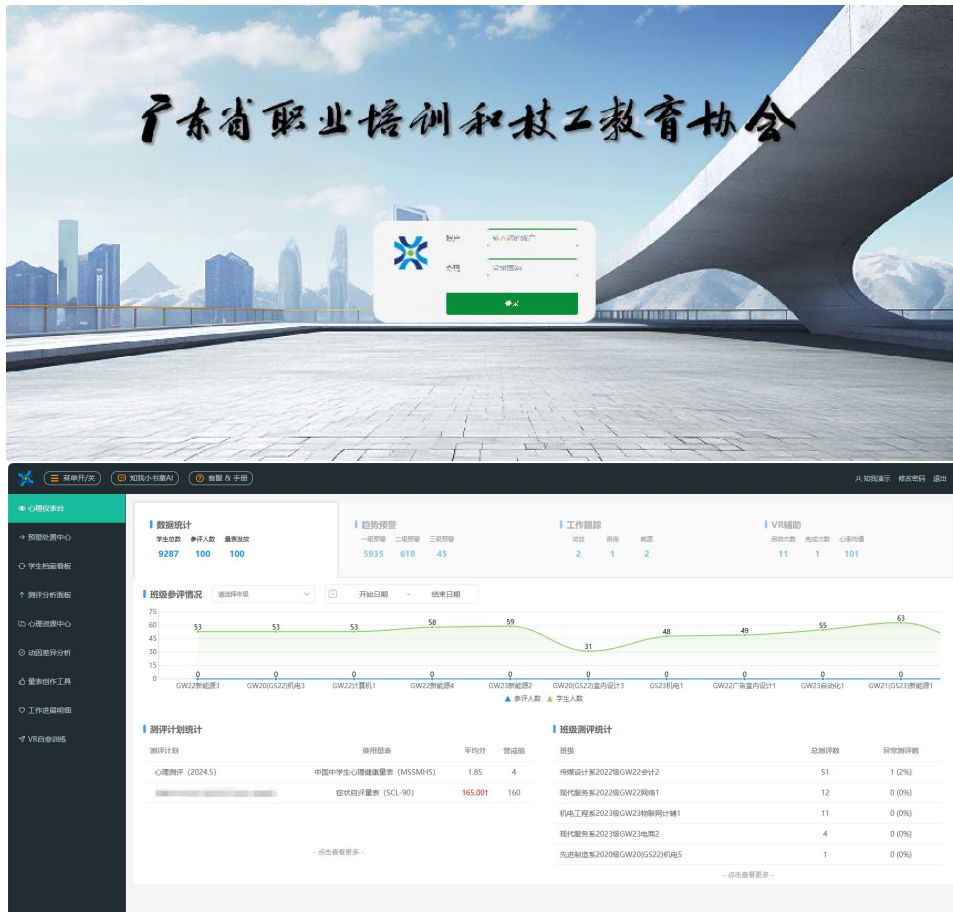 广东省职业培训和技工教育协会
账户 输入您的账户
登录
菜单开/关 知我小书童AI 客服 & 手册 知我演示 修改密码 退出
心理仪表台
预警处置中心
学生档案看板
测评分析面板
心理资源中心
动因差异分析
量表创作工具
工作进展明细
VR自愈训练
数据统计 趋势预警 工作跟踪 VR辅助
学生总数 参评人数 量表发放 一级预警 二级预警 三级预警 访谈 咨询 就医 启动次数 完成次数 心率均值
9287 100 100 5935 618 45 2 1 2 11 1 101
班级参评情况 请选择年级 开始日期 - 结束日期
75
60
45
30
15
0
53 53 53 58 59 31 48 49 55 63
0 0 0 0 0 0 0 0 0 0
GW22新能源3 GW20(GS22)机电3 GW22计算机1 GW22新能源4 GW23新能源2 GW20(GS22)室内设计3 GS23机电1 GW22广告室内设计1 GW23自动化1 GW21(GS23)新能源1
参评人数 学生人数
测评计划统计 班级测评统计
测评计划 使用量表 平均分 警戒值
心理测评（2024.5） 中国中学生心理健康量表（MSSMHS） 1.85 4
症状自评量表（SCL-90） 165.00↑ 160
- 点击查看更多 -
班级 总测评数 异常测评数
传媒设计系2022级GW22会计2 51 1 (2%)
现代服务系2022级GW22网络1 12 0 (0%)
机电工程系2023级GW23物联网计辅1 11 0 (0%)
现代服务系2023级GW23电商2 4 0 (0%)
先进制造系2020级GW20(GS22)机电5 1 0 (0%)
- 点击查看更多 -